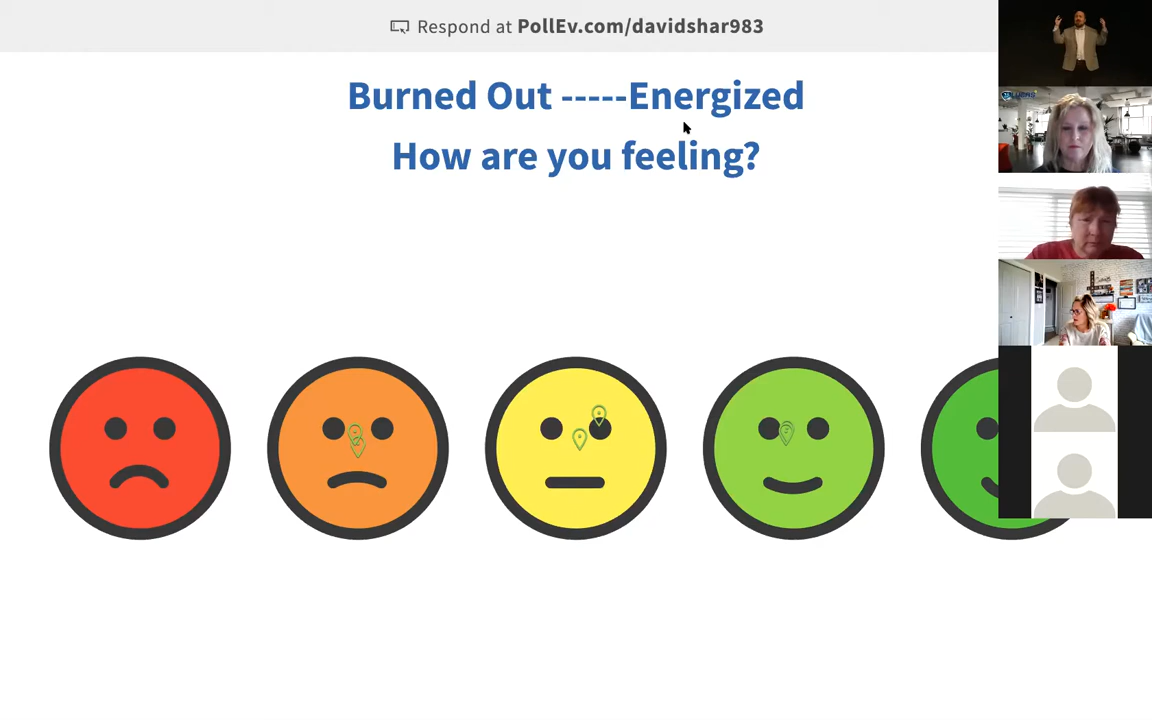 Respond at PollEv.com/davidshar983
Burned Out -----Energized
How are you feeling?